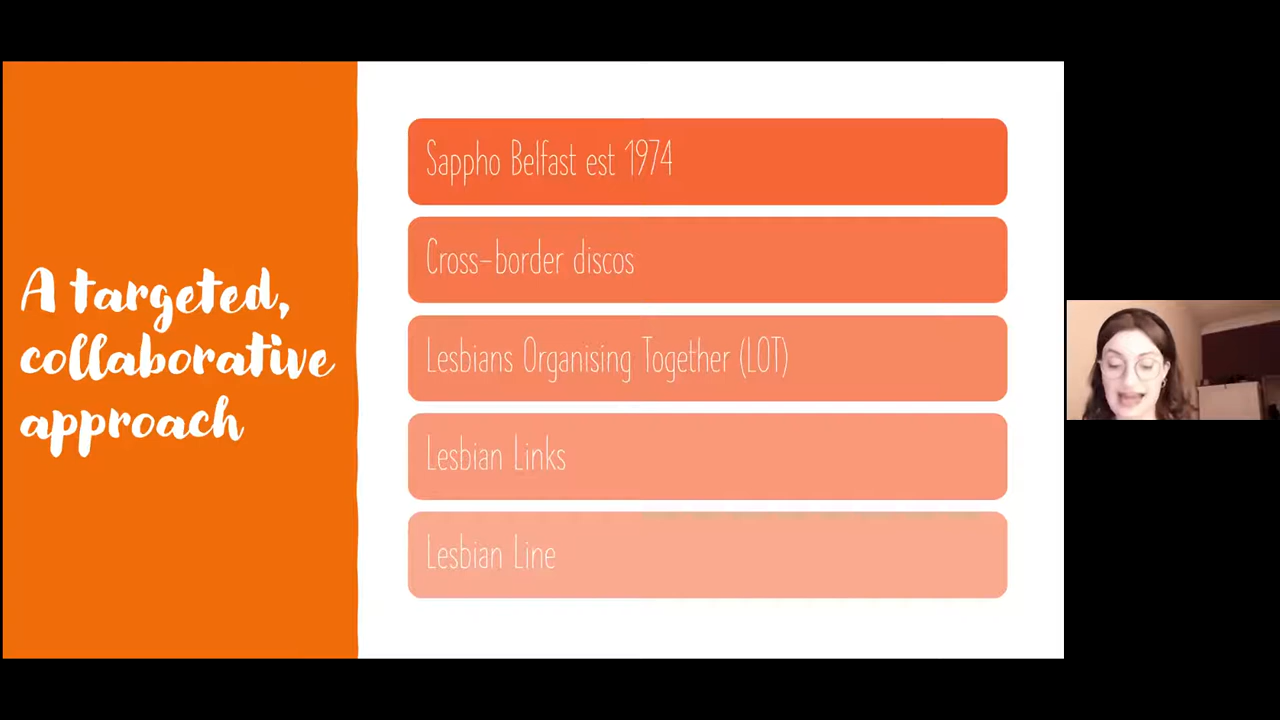 A targeted,
collaborative
approach
Sappho Belfast est 1974
Cross-border discos
Lesbians Organising Together (LOT)
Lesbian Links
Lesbian Line